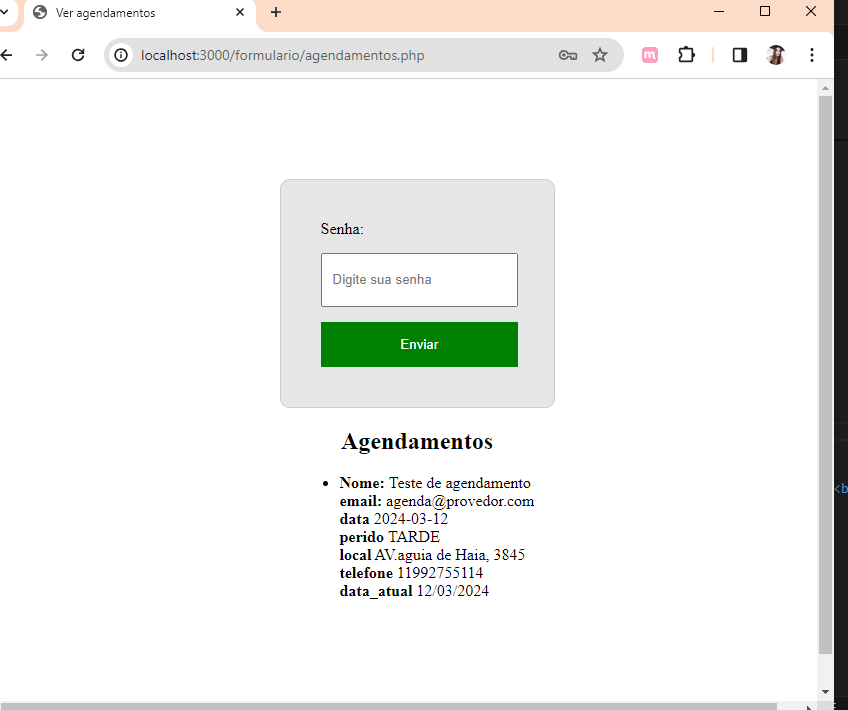 Ver agendamentos
localhost:3000/formulario/agendamentos.php
m
Senha:
Digite sua senha
Enviar
Agendamentos
Nome: Teste de agendamento
email: agenda@provedor.com
data 2024-03-12
perido TARDE
local AV.aguia de Haia, 3845
telefone 11992755114
data_atual 12/03/2024
<b